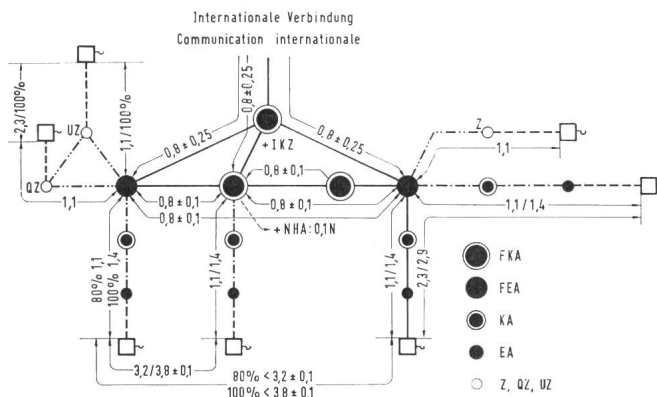 Internationale Verbindung
Communication internationale
0,8 ± 0,25
0,8 ± 0,25
0,8 ± 0,25
2,3/100%
1,1/100%
UZ
QZ
1,1
+ IKZ
Z
1,1
0,8 ± 0,1
0,8 ± 0,1
0,8 ± 0,1
0,8 ± 0,1
+ NHA: 0,1N
1,1 / 1,4
80% 1,1
100% 1,4
1,1/1,4
1,1/1,4
2,3/2,9
3,2/3,8 ± 0,1
80% < 3,2 ± 0,1
100% < 3,8 ± 0,1
FKA
FEA
KA
EA
Z, QZ, UZ